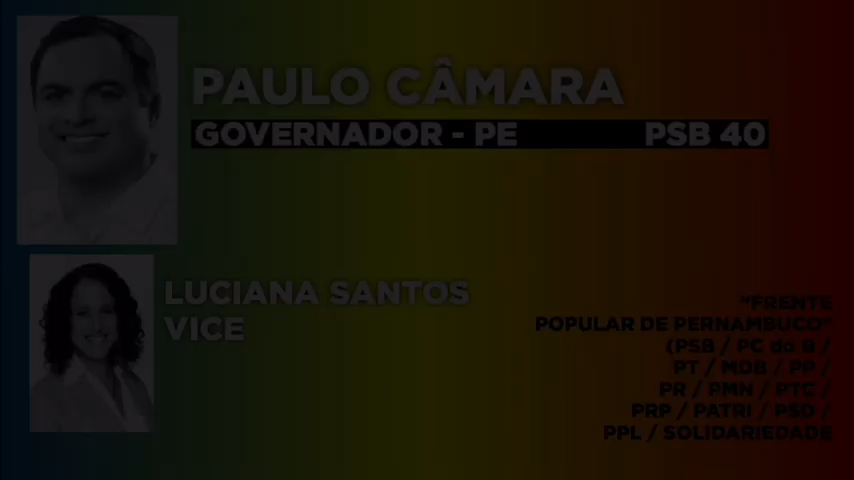 PAULO CÂMARA
GOVERNADOR - PE PSB 40
LUCIANA SANTOS
VICE
"FRENTE
POPULAR DE PERNAMBUCO"
(PSB / PC do B /
PT / MDB / PP /
PR / PMN / PTC /
PRP / PATRI / PSD /
PPL / SOLIDARIEDADE